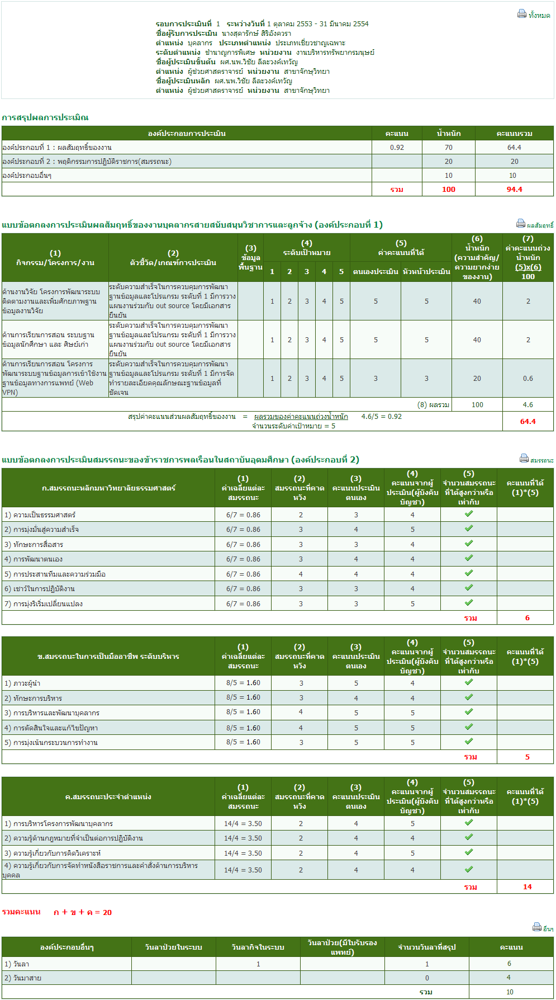 ทั้งหมด
รอบการประเมินที่ 1 ระหว่างวันที่ 1 ตุลาคม 2553 - 31 มีนาคม 2554
ชื่อผู้รับการประเมิน นางสุดารักษ์ สิริอังควรา
ตำแหน่ง บุคลากร ประเภทตำแหน่ง ประเภทเชี่ยวชาญเฉพาะ
ระดับตำแหน่ง ชำนาญการพิเศษ หน่วยงาน งานบริหารทรัพยากรมนุษย์
ชื่อผู้ประเมินขั้นต้น ผศ.นพ.วิชัย ลีละวงค์เทวัญ
ตำแหน่ง ผู้ช่วยศาสตราจารย์ หน่วยงาน สาขาจักษุวิทยา
ชื่อผู้ประเมินหลัก ผศ.นพ.วิชัย ลีละวงค์เทวัญ
ตำแหน่ง ผู้ช่วยศาสตราจารย์ หน่วยงาน สาขาจักษุวิทยา
การสรุปผลการประเมิณ
องค์ประกอบการประเมิน คะแนน น้ำหนัก คะแนนรวม
องค์ประกอบที่ 1 : ผลสัมฤทธิ์ของงาน 0.92 70 64.4
องค์ประกอบที่ 2 : พฤติกรรมการปฏิบัติราชการ(สมรรถนะ) 20 20
องค์ประกอบอื่นๆ 10 10
รวม 100 94.4
แบบข้อตกลงการประเมินผลสัมฤทธิ์ของงานบุคลากรสายสนับสนุนวิชาการและลูกจ้าง (องค์ประกอบที่ 1) ผลสัมฤทธิ์
(1) กิจกรรม/โครงการ/งาน (2) ตัวชี้วัด/เกณฑ์การประเมิน (3) ข้อมูลพื้นฐาน (4) ระดับเป้าหมาย (5) ค่าคะแนนที่ได้ (6) น้ำหนัก (ความสำคัญ/ความยากง่ายของงาน) (7) ค่าคะแนนถ่วงน้ำหนัก (5)x(6) 100
1 2 3 4 5 ตนเองประเมิน หัวหน้าประเมิน
ด้านงานวิจัย โครงการพัฒนาระบบติดตามงานและเพิ่มศักยภาพฐานข้อมูลงานวิจัย ระดับความสำเร็จในการควบคุมการพัฒนาฐานข้อมูลและโปรแกรม ระดับที่ 1 มีการวางแผนงานร่วมกับ out source โดยมีเอกสารยืนยัน 1 2 3 4 5 5 5 40 2
ด้านการเรียนการสอน ระบบฐานข้อมูลนักศึกษา และ ศิษย์เก่า ระดับความสำเร็จในการควบคุมการพัฒนาฐานข้อมูลและโปรแกรม ระดับที่ 1 มีการวางแผนงานร่วมกับ out source โดยมีเอกสารยืนยัน 1 2 3 4 5 5 5 40 2
ด้านการเรียนการสอน โครงการพัฒนาระบบฐานข้อมูลการเข้าใช้งานฐานข้อมูลทางการแพทย์ (Web VPN) ระดับความสำเร็จในการควบคุมการพัฒนาฐานข้อมูลและโปรแกรม ระดับที่ 1 มีการจัดทำรายละเอียดคุณลักษณะฐานข้อมูลที่ชัดเจน 1 2 3 4 5 3 3 20 0.6
(8) ผลรวม 100 4.6
สรุปค่าคะแนนส่วนผลสัมฤทธิ์ของงาน = ผลรวมของค่าคะแนนถ่วงน้ำหนัก 4.6/5 = 0.92 64.4
จำนวนระดับค่าเป้าหมาย = 5
แบบข้อตกลงการประเมินสมรรถนะของข้าราชการพลเรือนในสถาบันอุดมศึกษา (องค์ประกอบที่ 2) สมรรถนะ
ก.สมรรถนะหลักมหาวิทยาลัยธรรมศาสตร์ (1) ค่าเฉลี่ยแต่ละสมรรถนะ (2) สมรรถนะที่คาดหวัง (3) คะแนนประเมินตนเอง (4) คะแนนจากผู้ประเมิน(ผู้บังคับบัญชา) (5) จำนวนสมรรถนะที่ได้สูงกว่าหรือเท่ากับ คะแนนที่ได้ (1)*(5)
1) ความเป็นธรรมศาสตร์ 6/7 = 0.86 2 3 4
2) การมุ่งมั่นสู่ความสำเร็จ 6/7 = 0.86 3 4 5
3) ทักษะการสื่อสาร 6/7 = 0.86 3 3 4
4) การพัฒนาตนเอง 6/7 = 0.86 3 4 4
5) การประสานทีมและความร่วมมือ 6/7 = 0.86 4 4 4
6) เชาว์ในการปฏิบัติงาน 6/7 = 0.86 3 3 4
7) การมุ่งริเริ่มเปลี่ยนแปลง 6/7 = 0.86 3 3 5
รวม 6
ข.สมรรถนะในการเป็นมืออาชีพ ระดับบริหาร (1) ค่าเฉลี่ยแต่ละสมรรถนะ (2) สมรรถนะที่คาดหวัง (3) คะแนนประเมินตนเอง (4) คะแนนจากผู้ประเมิน(ผู้บังคับบัญชา) (5) จำนวนสมรรถนะที่ได้สูงกว่าหรือเท่ากับ คะแนนที่ได้ (1)*(5)
1) ภาวะผู้นำ 8/5 = 1.60 3 5 4
2) ทักษะการบริหาร 8/5 = 1.60 3 4 4
3) การบริหารและพัฒนาบุคลากร 8/5 = 1.60 4 5 5
4) การตัดสินใจและแก้ไขปัญหา 8/5 = 1.60 4 5 5
5) การมุ่งเน้นกระบวนการทำงาน 8/5 = 1.60 3 5 5
รวม 5
ค.สมรรถนะประจำตำแหน่ง (1) ค่าเฉลี่ยแต่ละสมรรถนะ (2) สมรรถนะที่คาดหวัง (3) คะแนนประเมินตนเอง (4) คะแนนจากผู้ประเมิน(ผู้บังคับบัญชา) (5) จำนวนสมรรถนะที่ได้สูงกว่าหรือเท่ากับ คะแนนที่ได้ (1)*(5)
1) การบริหารโครงการพัฒนาบุคลากร 14/4 = 3.50 2 4 5
2) ความรู้ด้านกฎหมายที่จำเป็นต่อการปฏิบัติงาน 14/4 = 3.50 2 4 4
3) ความรู้เกี่ยวกับการคิดวิเคราะห์ 14/4 = 3.50 2 4 5
4) ความรู้เกี่ยวกับการจัดทำหนังสือราชการและคำสั่งด้านการบริหารบุคคล 14/4 = 3.50 2 4 4
รวม 14
รวมคะแนน ก + ข + ค = 20
อื่นๆ
องค์ประกอบอื่นๆ วันลาป่วยในระบบ วันลากิจในระบบ วันลาป่วย(มีใบรับรองแพทย์) จำนวนวันลาที่สรุป คะแนน
1) วันลา 1 1 6
2) วันมาสาย 0 4
รวม 10